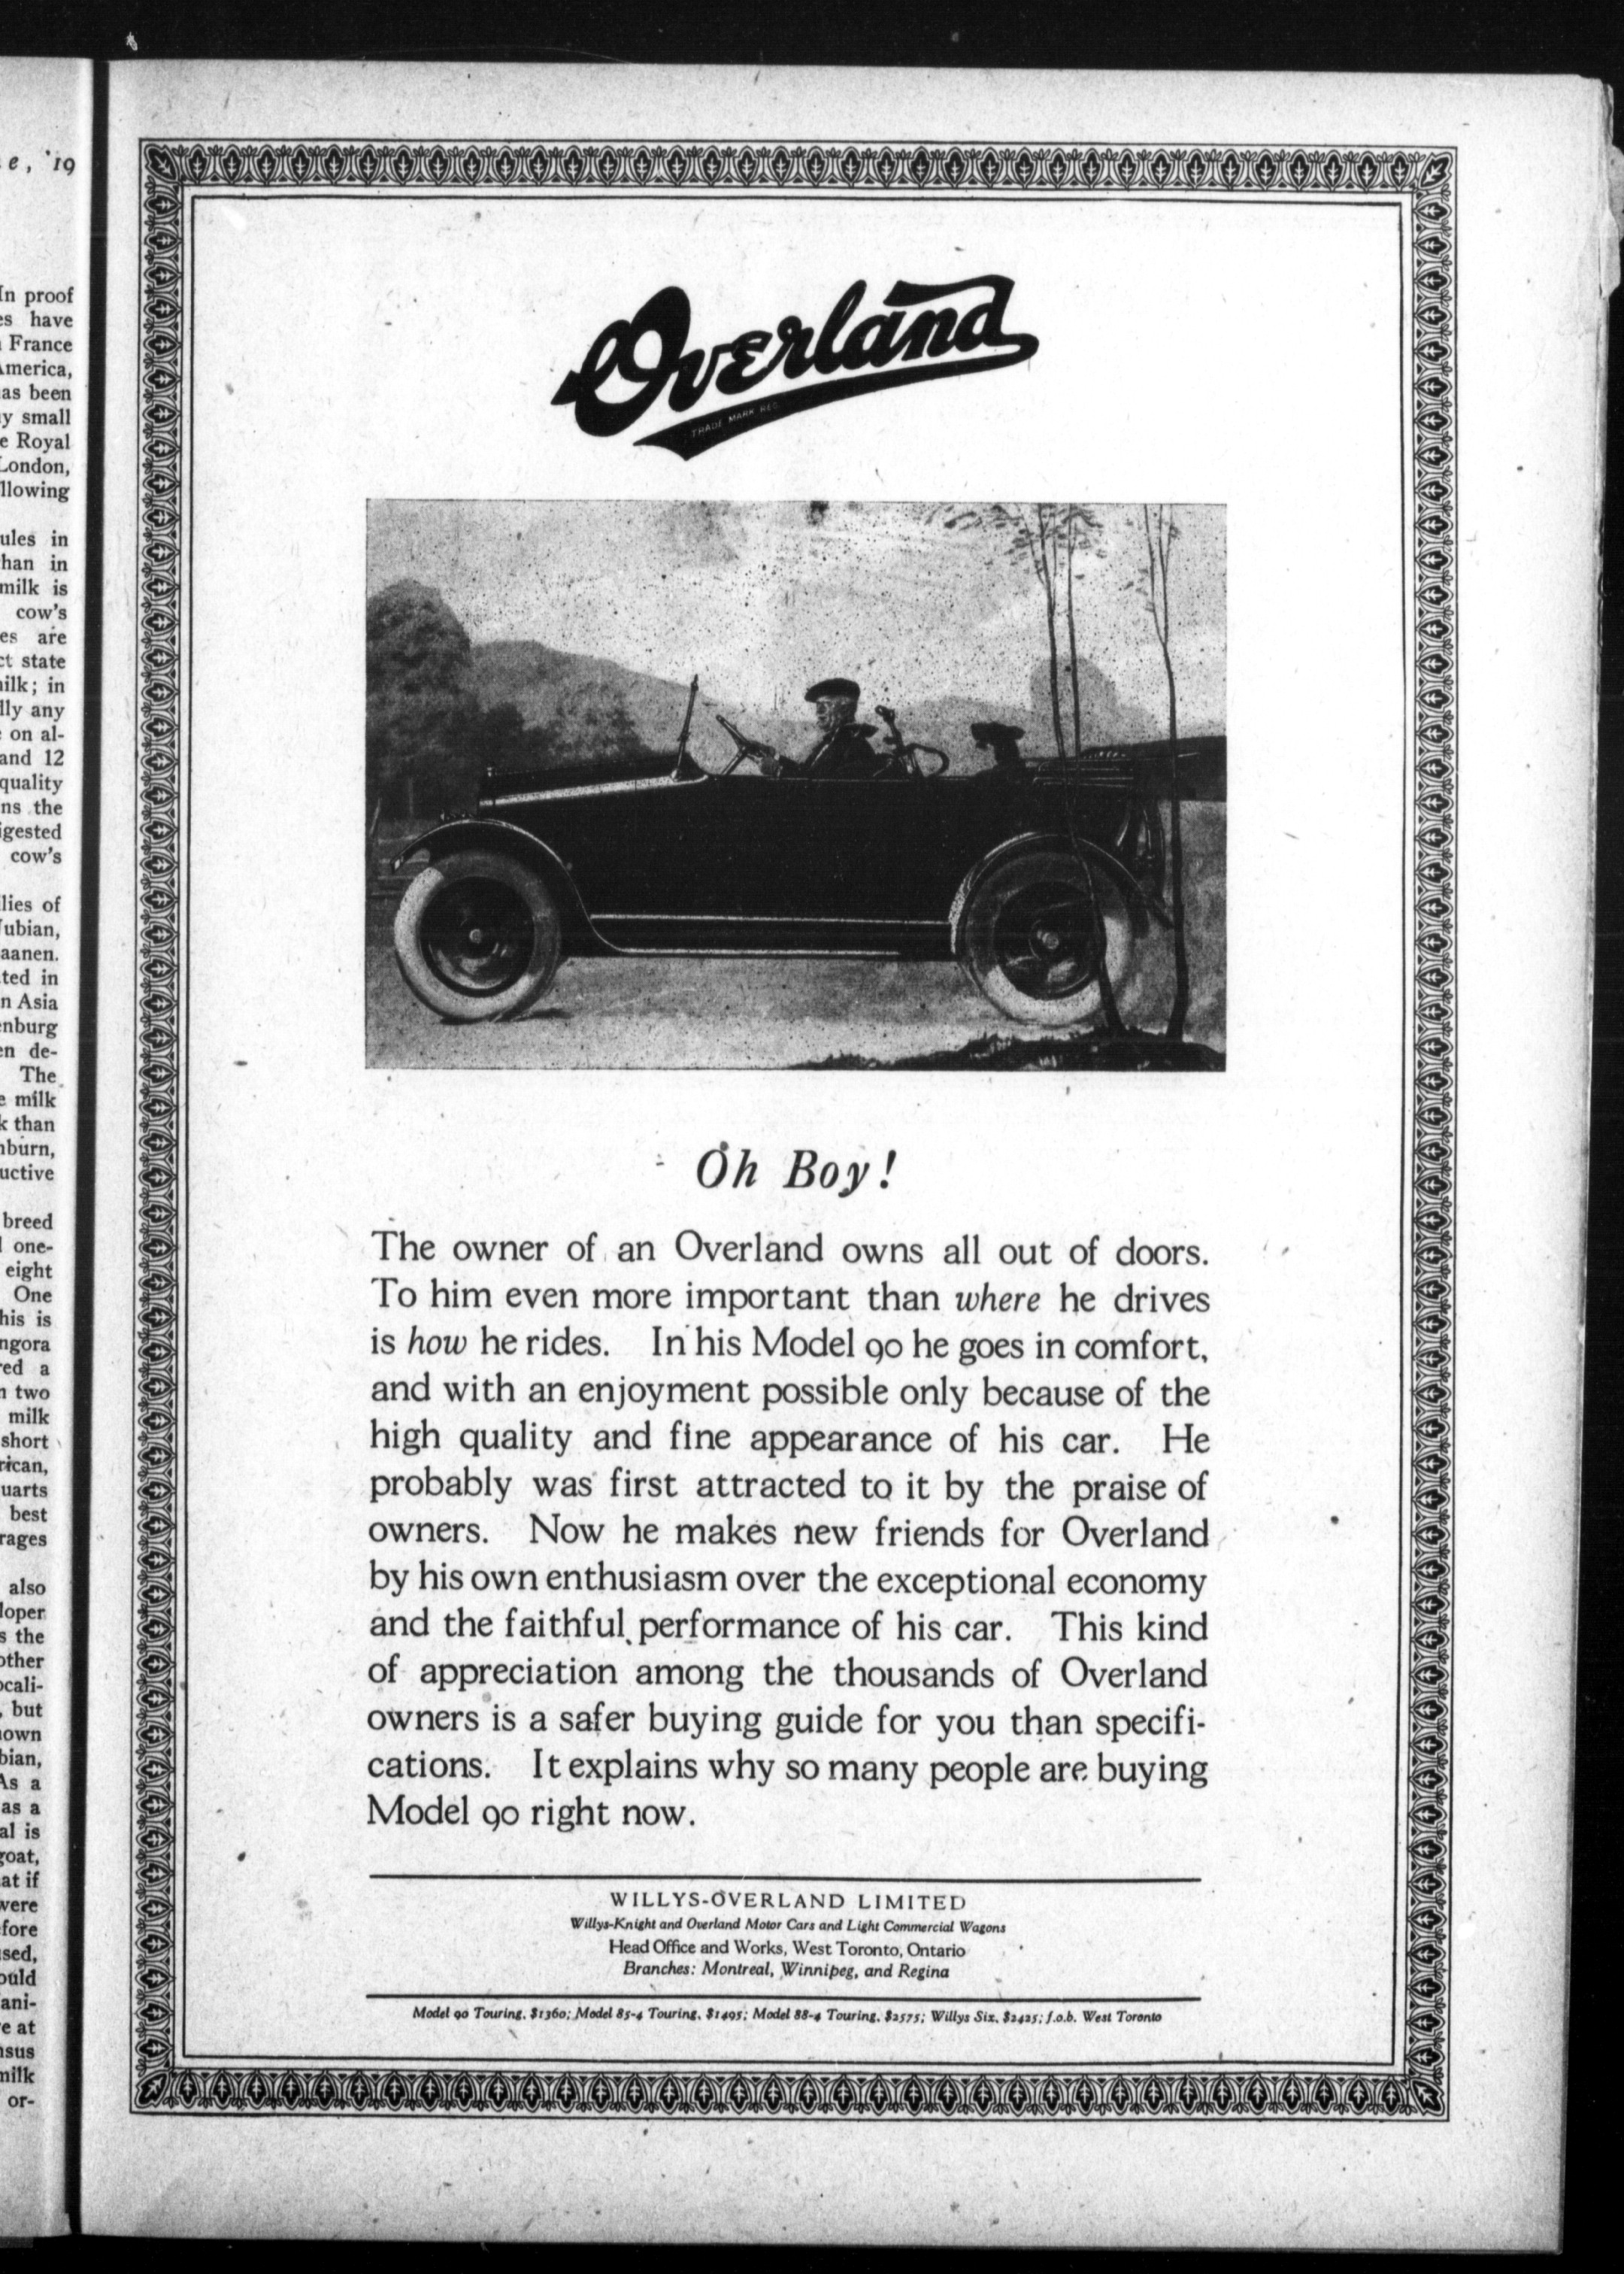 e, '19
In proof
es have
France
America,
as been
y small
e Royal
London,
llowing
ules in
han in
milk is
cow's
es are
ct state
ilk; in
lly any
on al-
and 12
quality
ns the
igested
cow's
lies of
ubian,
aanen.
ted in
n Asia
enburg
en de-
The
e milk
k than
burn,
uctive
breed
one-
eight
One
his is
ngora
red a
two
milk
short
rican,
uarts
best
rages
also
loper
s the
other
ocali-
, but
own
bian,
As a
as a
al is
goat,
at if
were
fore
sed,
ould
ani-
e at
nsus
milk
or-
Overland
TRADE MARK REG.
Oh Boy!
The owner of an Overland owns all out of doors.
To him even more important than where he drives
is how he rides. In his Model 90 he goes in comfort,
and with an enjoyment possible only because of the
high quality and fine appearance of his car. He
probably was first attracted to it by the praise of
owners. Now he makes new friends for Overland
by his own enthusiasm over the exceptional economy
and the faithful performance of his car. This kind
of appreciation among the thousands of Overland
owners is a safer buying guide for you than specifi-
cations. It explains why so many people are buying
Model 90 right now.
WILLYS-OVERLAND LIMITED
Willys-Knight and Overland Motor Cars and Light Commercial Wagons
Head Office and Works, West Toronto, Ontario
Branches: Montreal, Winnipeg, and Regina
Model 90 Touring, $1360; Model 85-4 Touring, $1495; Model 88-4 Touring, $2575; Willys Six, $2425; f.o.b. West Toronto